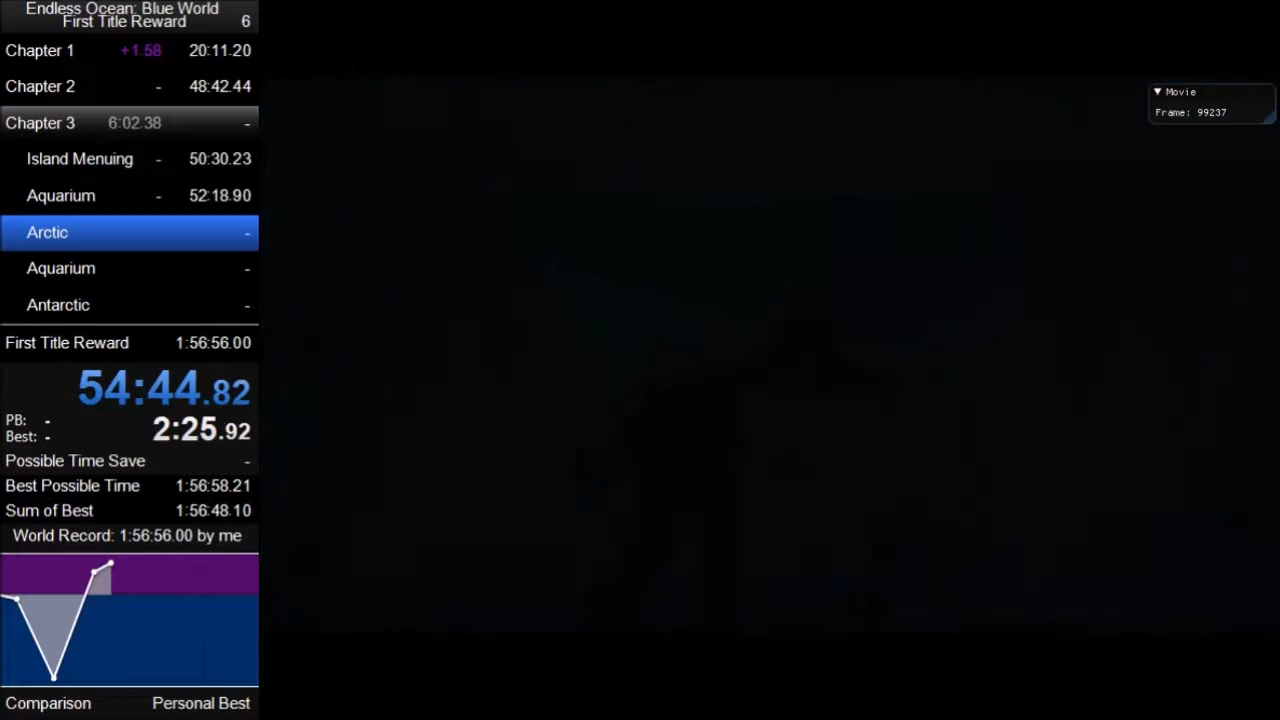 Endless Ocean: Blue World
First Title Reward 6
Chapter 1 +1.58 20:11.20
Chapter 2 - 48:42.44
Chapter 3 6:02.38 -
Island Menuing - 50:30.23
Aquarium - 52:18.90
Arctic -
Aquarium -
Antarctic -
First Title Reward 1:56:56.00
54:44.82
PB: -
Best: -
2:25.92
Possible Time Save -
Best Possible Time 1:56:58.21
Sum of Best 1:56:48.10
World Record: 1:56:56.00 by me
Comparison Personal Best
▼ Movie
Frame: 99237